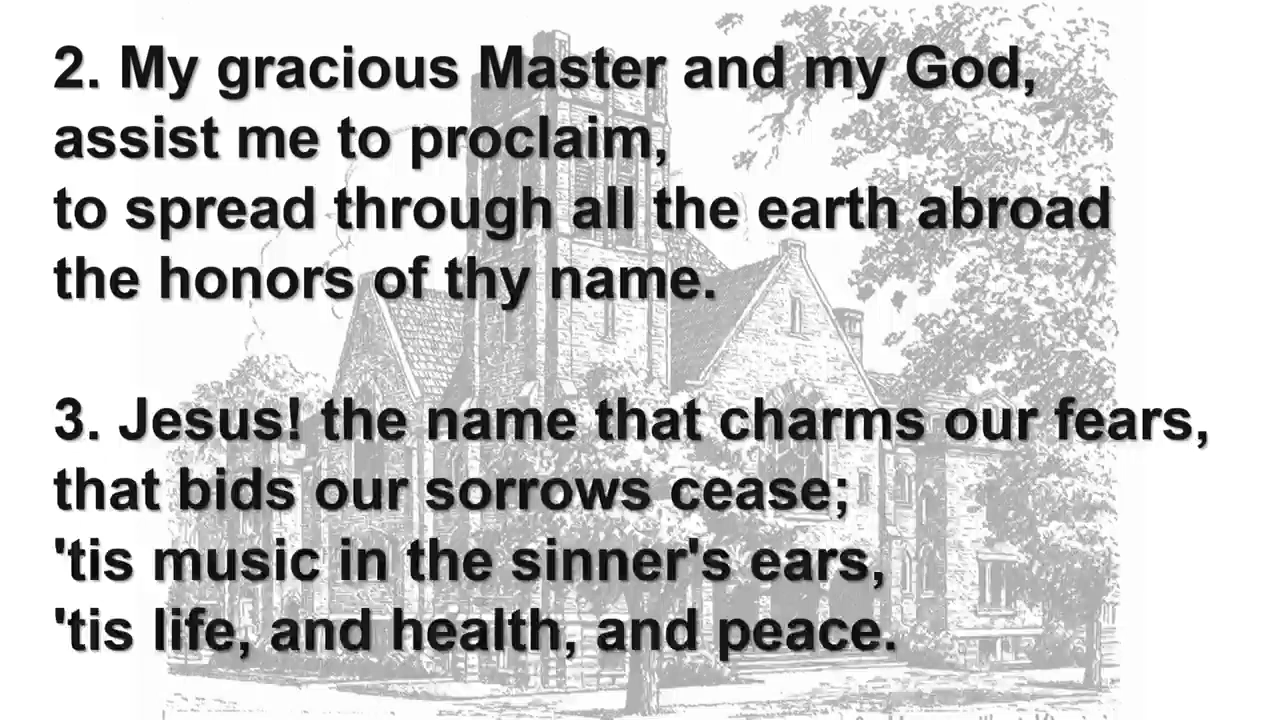 2. My gracious Master and my God,
assist me to proclaim,
to spread through all the earth abroad
the honors of thy name.
3. Jesus! the name that charms our fears,
that bids our sorrows cease;
'tis music in the sinner's ears,
'tis life, and health, and peace.